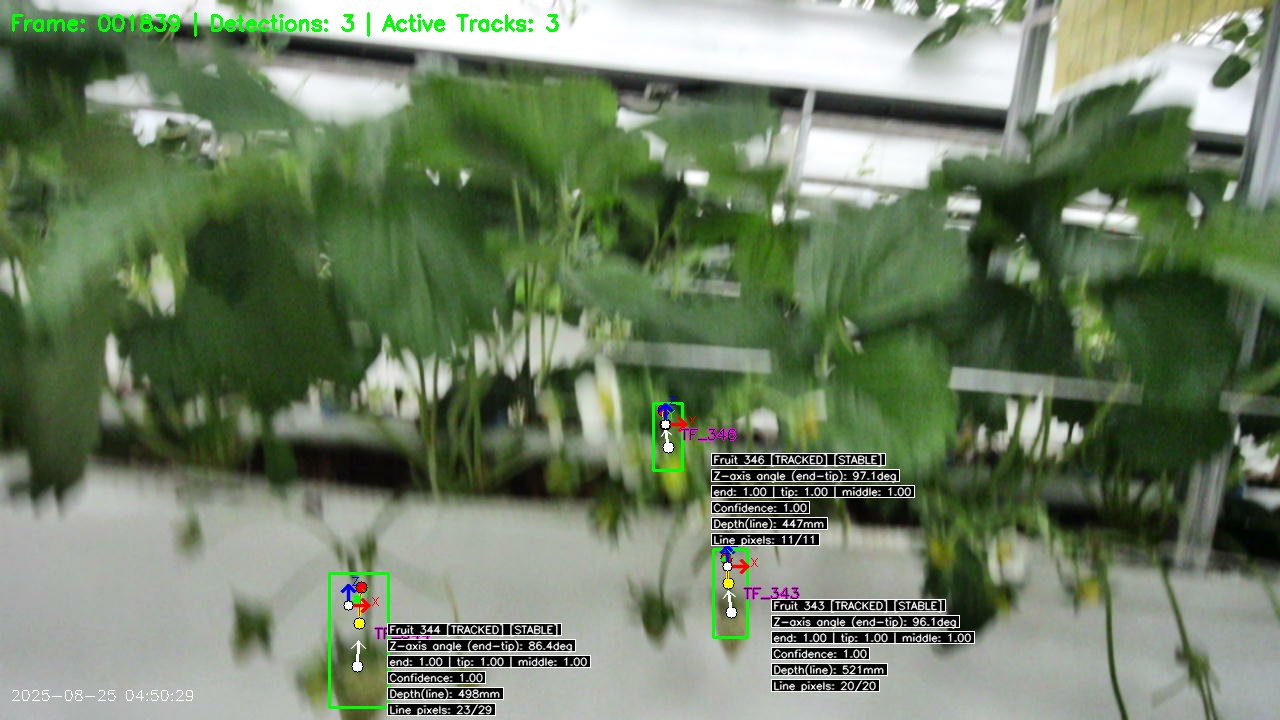 Frame: 001839 | Detections: 3 | Active Tracks: 3
X
TF_346
Fruit 346 [TRACKED] [STABLE]
Z-axis angle (end-tip): 97.1deg
end: 1.00 | tip: 1.00 | middle: 1.00
Confidence: 1.00
Depth(line): 447mm
Line pixels: 11/11
X
TF_343
Fruit 343 [TRACKED] [STABLE]
Z-axis angle (end-tip): 96.1deg
end: 1.00 | tip: 1.00 | middle: 1.00
Confidence: 1.00
Depth(line): 521mm
Line pixels: 20/20
Z
X
Fruit 344 [TRACKED] [STABLE]
Z-axis angle (end-tip): 86.4deg
end: 1.00 | tip: 1.00 | middle: 1.00
Confidence: 1.00
Depth(line): 498mm
Line pixels: 23/29
2025-08-25 04:50:29